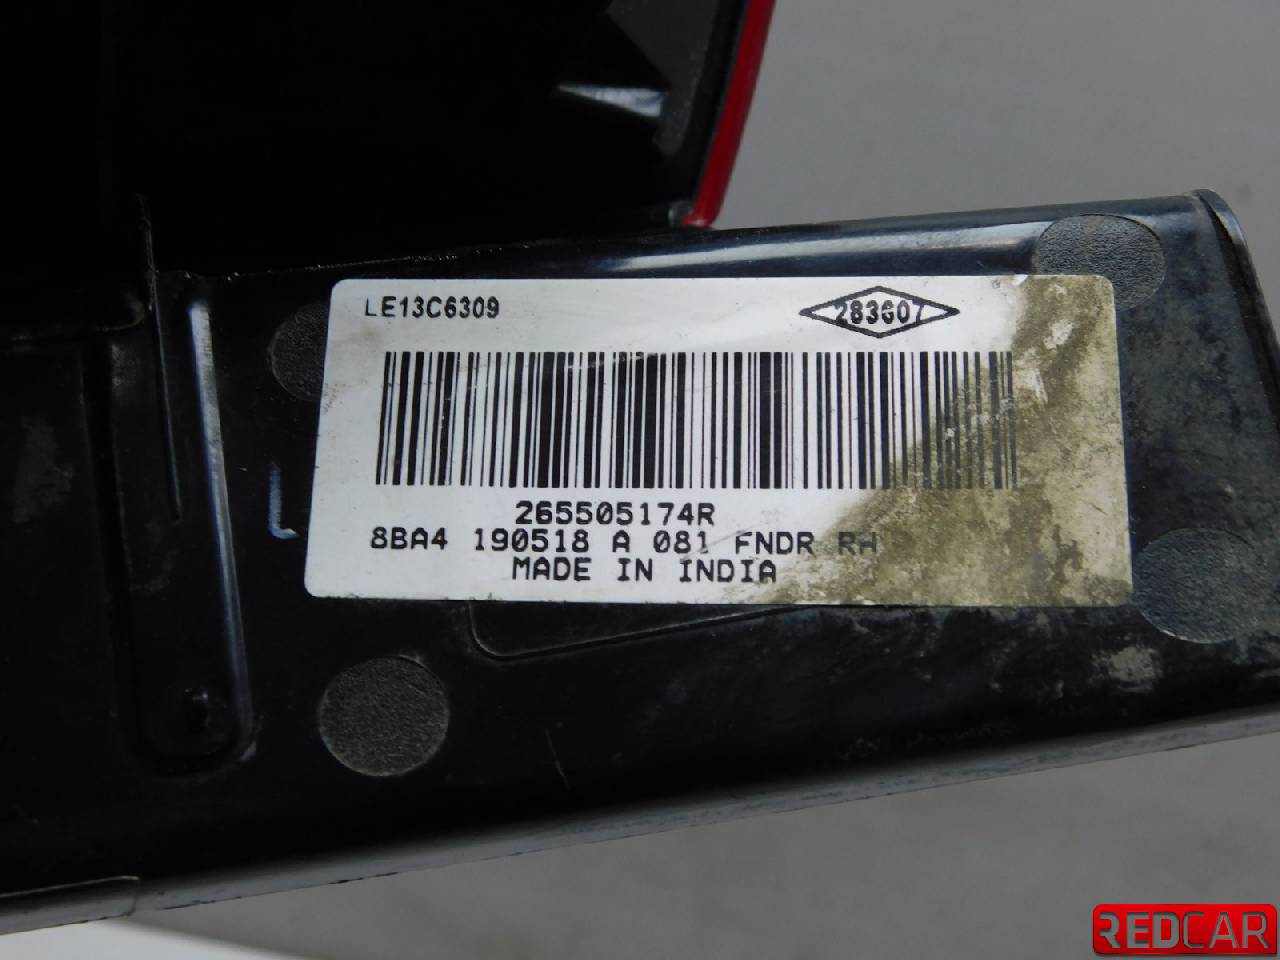 LE13C6309
283607
265505174R
8BA4 190518 A 081 FNDR RH
MADE IN INDIA
REDCAR